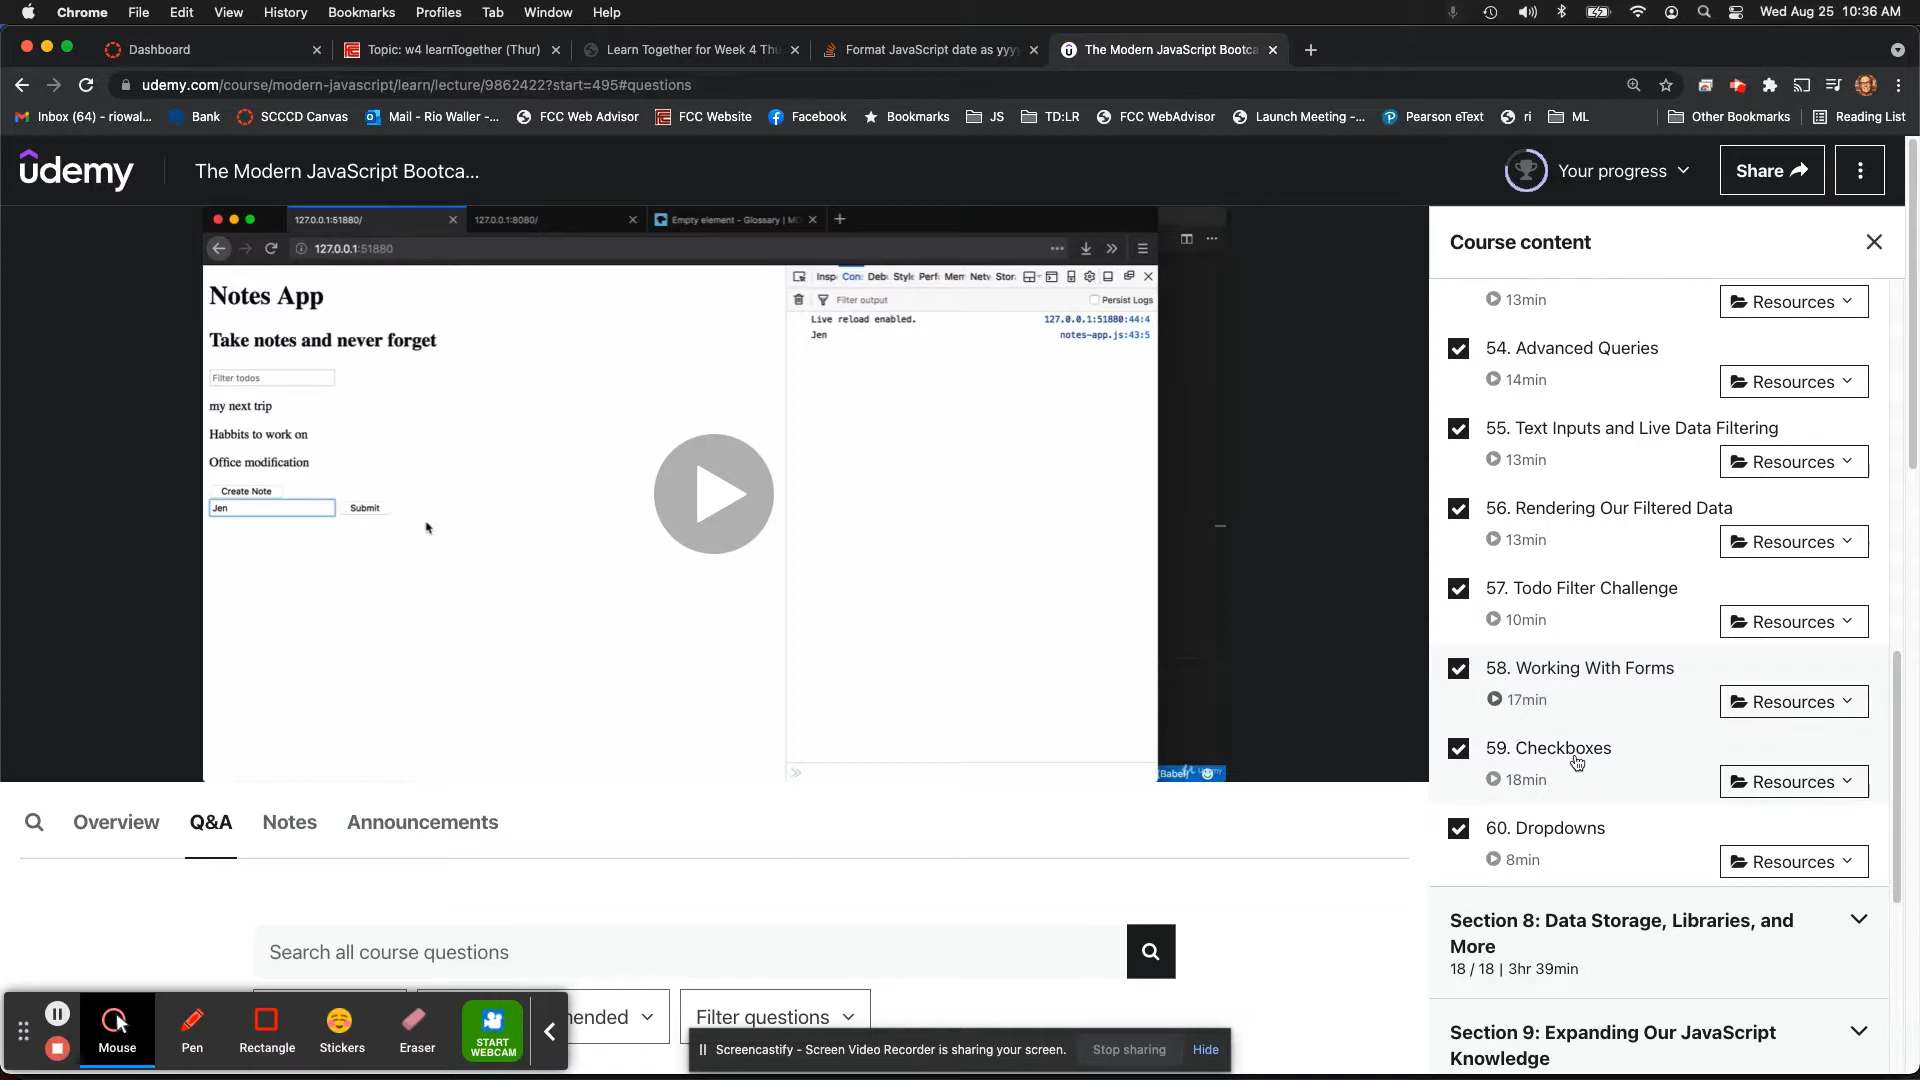 Chrome File Edit View History Bookmarks Profiles Tab Window Help Wed Aug 25 10:36 AM
Dashboard Topic: w4 learnTogether (Thur) Learn Together for Week 4 Thu Format JavaScript date as yyyy The Modern JavaScript Bootca
udemy.com/course/modern-javascript/learn/lecture/9862422?start=495#questions
Inbox (64) - riowal... Bank SCCCD Canvas Mail - Rio Waller -... FCC Web Advisor FCC Website Facebook Bookmarks JS TD:LR FCC WebAdvisor Launch Meeting -... Pearson eText ri ML Other Bookmarks Reading List
ûdemy The Modern JavaScript Bootca... Your progress Share
127.0.0.1:51880/ 127.0.0.1:8080/ Empty element - Glossary | M
127.0.0.1:51880
Notes App
Take notes and never forget
Filter todos
my next trip
Habbits to work on
Office modification
Create Note
Jen Submit
Insp Con Deb Style Perf Mem Netv Stor
Filter output Persist Logs
Live reload enabled. 127.0.0.1:51880:44:4
Jen notes-app.js:43:5
(Babel)
Course content
13min Resources
54. Advanced Queries
14min Resources
55. Text Inputs and Live Data Filtering
13min Resources
56. Rendering Our Filtered Data
13min Resources
57. Todo Filter Challenge
10min Resources
58. Working With Forms
17min Resources
59. Checkboxes
18min Resources
60. Dropdowns
8min Resources
Section 8: Data Storage, Libraries, and
More
18 / 18 | 3hr 39min
Section 9: Expanding Our JavaScript
Knowledge
Overview Q&A Notes Announcements
Search all course questions
ended Filter questions
Mouse Pen Rectangle Stickers Eraser START WEBCAM
Screencastify - Screen Video Recorder is sharing your screen. Stop sharing Hide